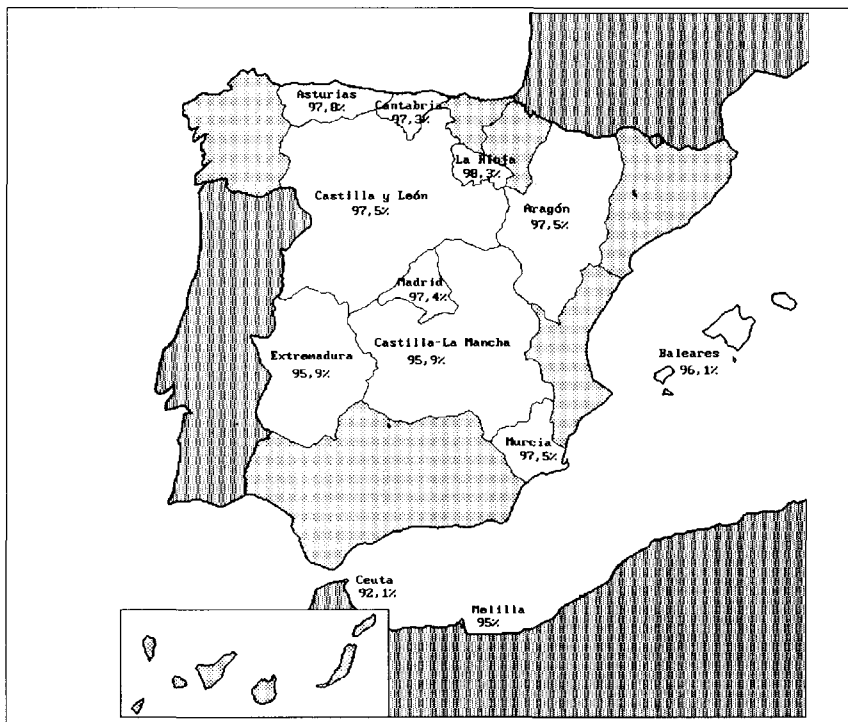 Asturias
97,8%
Cantabria
97,3%
La Rioja
98,3%
Castilla y León
97,5%
Aragón
97,5%
Madrid
97,4%
Castilla-La Mancha
95,9%
Extremadura
95,9%
Baleares
96,1%
Murcia
97,5%
Ceuta
92,1%
Melilla
95%